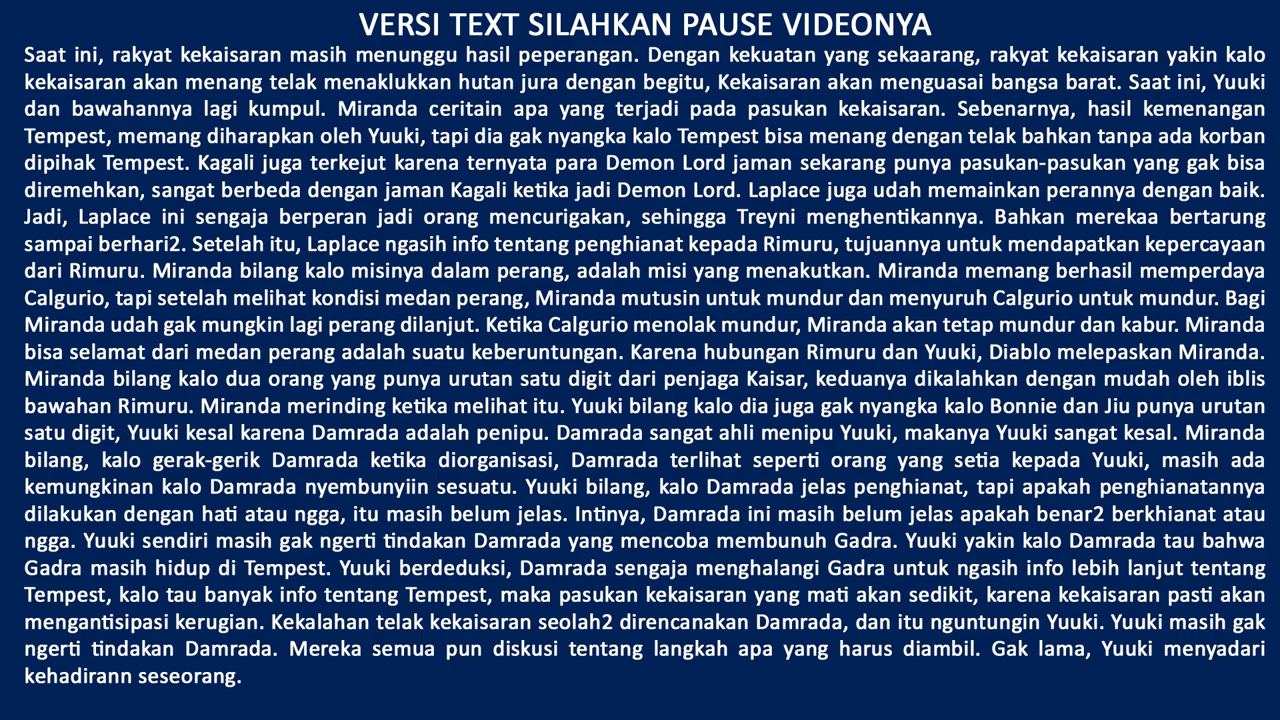 VERSI TEXT SILAHKAN PAUSE VIDEONYA
Saat ini, rakyat kekaisaran masih menunggu hasil peperangan. Dengan kekuatan yang sekaarang, rakyat kekaisaran yakin kalo
kekaisaran akan menang telak menaklukkan hutan jura dengan begitu, Kekaisaran akan menguasai bangsa barat. Saat ini, Yuuki
dan bawahannya lagi kumpul. Miranda ceritain apa yang terjadi pada pasukan kekaisaran. Sebenarnya, hasil kemenangan
Tempest, memang diharapkan oleh Yuuki, tapi dia gak nyangka kalo Tempest bisa menang dengan telak bahkan tanpa ada korban
dipihak Tempest. Kagali juga terkejut karena ternyata para Demon Lord jaman sekarang punya pasukan-pasukan yang gak bisa
diremehkan, sangat berbeda dengan jaman Kagali ketika jadi Demon Lord. Laplace juga udah memainkan perannya dengan baik.
Jadi, Laplace ini sengaja berperan jadi orang mencurigakan, sehingga Treyni menghentikannya. Bahkan merekaa bertarung
sampai berhari2. Setelah itu, Laplace ngasih info tentang penghianat kepada Rimuru, tujuannya untuk mendapatkan kepercayaan
dari Rimuru. Miranda bilang kalo misinya dalam perang, adalah misi yang menakutkan. Miranda memang berhasil memperdaya
Calgurio, tapi setelah melihat kondisi medan perang, Miranda mutusin untuk mundur dan menyuruh Calgurio untuk mundur. Bagi
Miranda udah gak mungkin lagi perang dilanjut. Ketika Calgurio menolak mundur, Miranda akan tetap mundur dan kabur. Miranda
bisa selamat dari medan perang adalah suatu keberuntungan. Karena hubungan Rimuru dan Yuuki, Diablo melepaskan Miranda.
Miranda bilang kalo dua orang yang punya urutan satu digit dari penjaga Kaisar, keduanya dikalahkan dengan mudah oleh iblis
bawahan Rimuru. Miranda merinding ketika melihat itu. Yuuki bilang kalo dia juga gak nyangka kalo Bonnie dan Jiu punya urutan
satu digit, Yuuki kesal karena Damrada adalah penipu. Damrada sangat ahli menipu Yuuki, makanya Yuuki sangat kesal. Miranda
bilang, kalo gerak-gerik Damrada ketika diorganisasi, Damrada terlihat seperti orang yang setia kepada Yuuki, masih ada
kemungkinan kalo Damrada nyembunyiin sesuatu. Yuuki bilang, kalo Damrada jelas penghianat, tapi apakah penghianatannya
dilakukan dengan hati atau ngga, itu masih belum jelas. Intinya, Damrada ini masih belum jelas apakah benar2 berkhianat atau
ngga. Yuuki sendiri masih gak ngerti tindakan Damrada yang mencoba membunuh Gadra. Yuuki yakin kalo Damrada tau bahwa
Gadra masih hidup di Tempest. Yuuki berdeduksi, Damrada sengaja menghalangi Gadra untuk ngasih info lebih lanjut tentang
Tempest, kalo tau banyak info tentang Tempest, maka pasukan kekaisaran yang mati akan sedikit, karena kekaisaran pasti akan
mengantisipasi kerugian. Kekalahan telak kekaisaran seolah2 direncanakan Damrada, dan itu nguntungin Yuuki. Yuuki masih gak
ngerti tindakan Damrada. Mereka semua pun diskusi tentang langkah apa yang harus diambil. Gak lama, Yuuki menyadari
kehadirann seseorang.